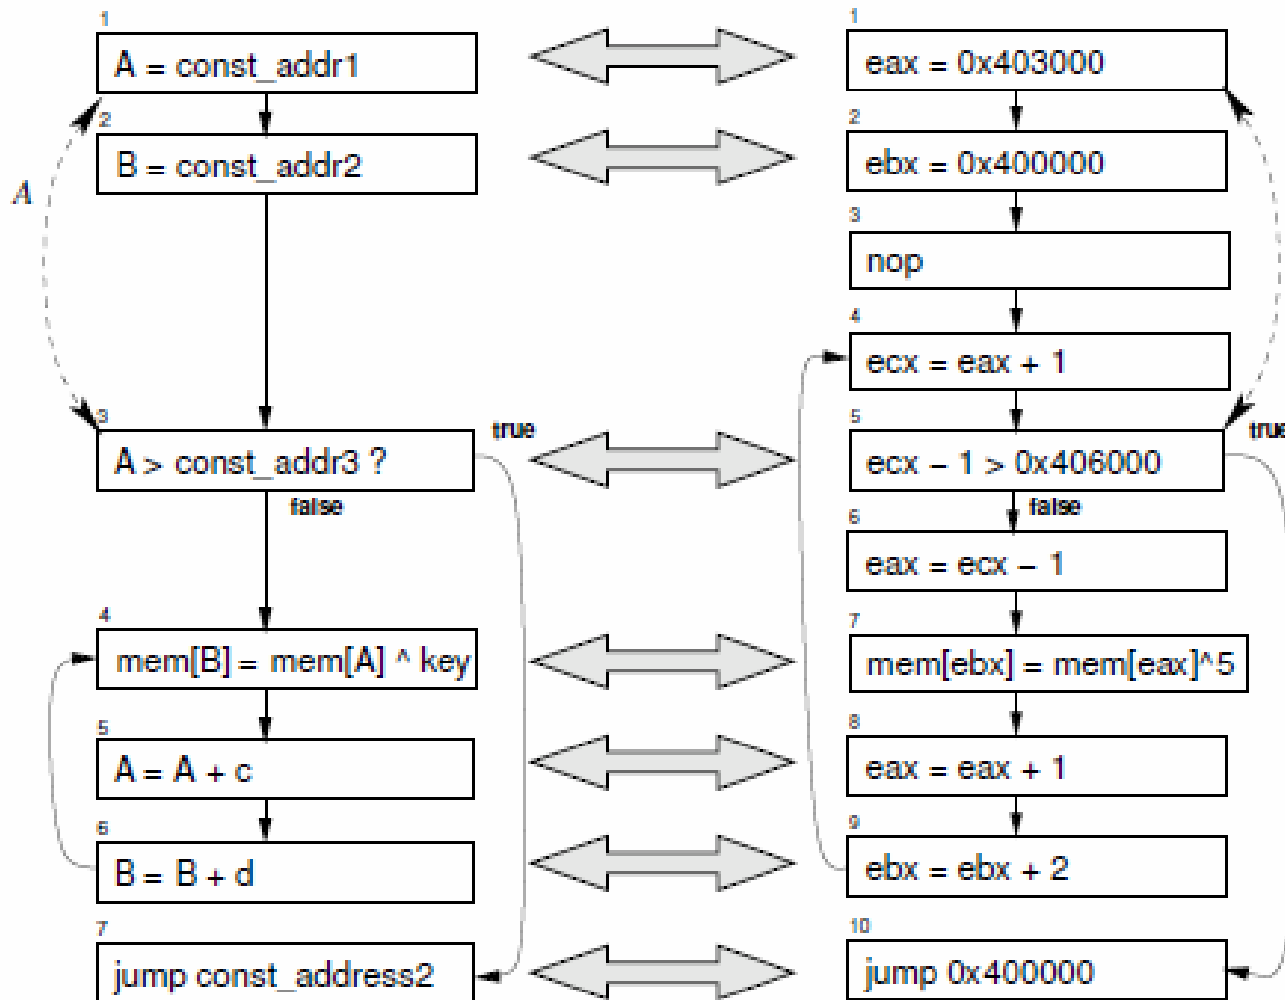 1
A = const_addr1
2
B = const_addr2
A
3
A > const_addr3 ?
true
false
4
mem[B] = mem[A] ^ key
5
A = A + c
6
B = B + d
7
jump const_address2
1
eax = 0x403000
2
ebx = 0x400000
3
nop
4
ecx = eax + 1
5
ecx – 1 > 0x406000
true
false
6
eax = ecx – 1
7
mem[ebx] = mem[eax]^5
8
eax = eax + 1
9
ebx = ebx + 2
10
jump 0x400000